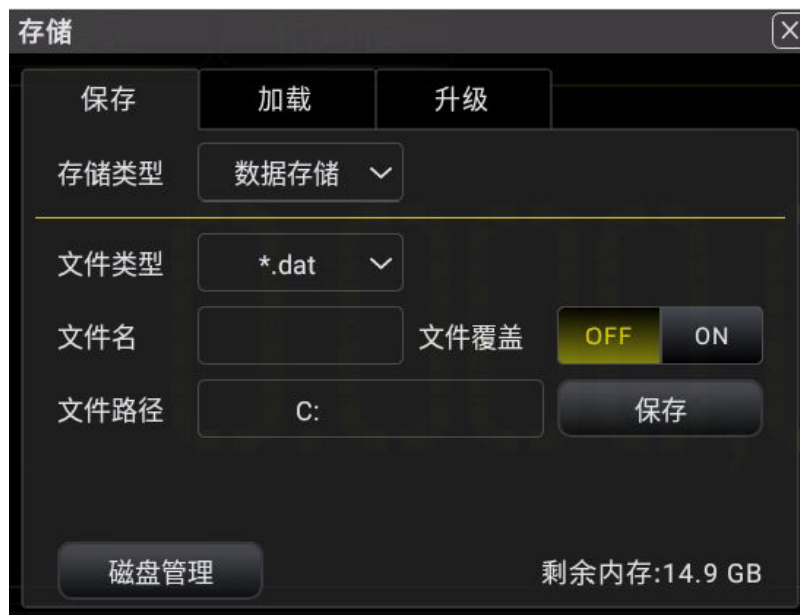 存储
保存 加载 升级
存储类型 数据存储
文件类型 *.dat
文件名 文件覆盖 OFF ON
文件路径 C: 保存
磁盘管理 剩余内存:14.9 GB